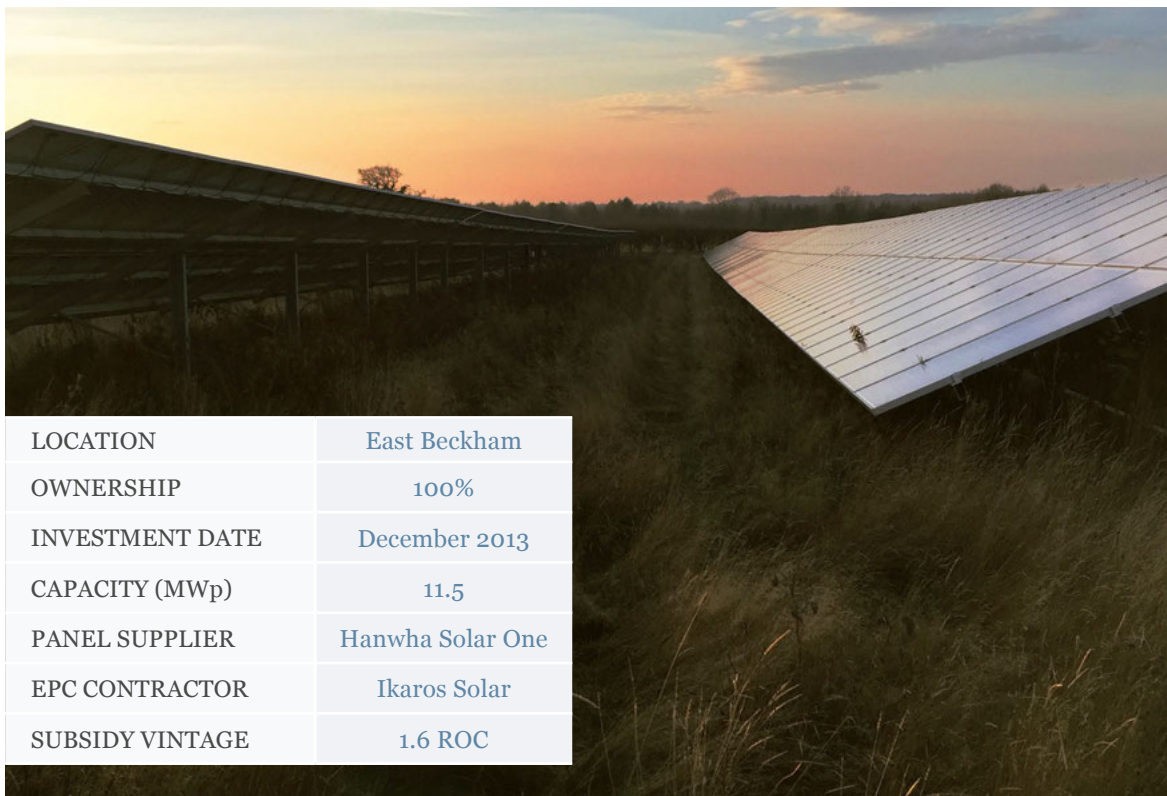 LOCATION East Beckham
OWNERSHIP 100%
INVESTMENT DATE December 2013
CAPACITY (MWp) 11.5
PANEL SUPPLIER Hanwha Solar One
EPC CONTRACTOR Ikaros Solar
SUBSIDY VINTAGE 1.6 ROC